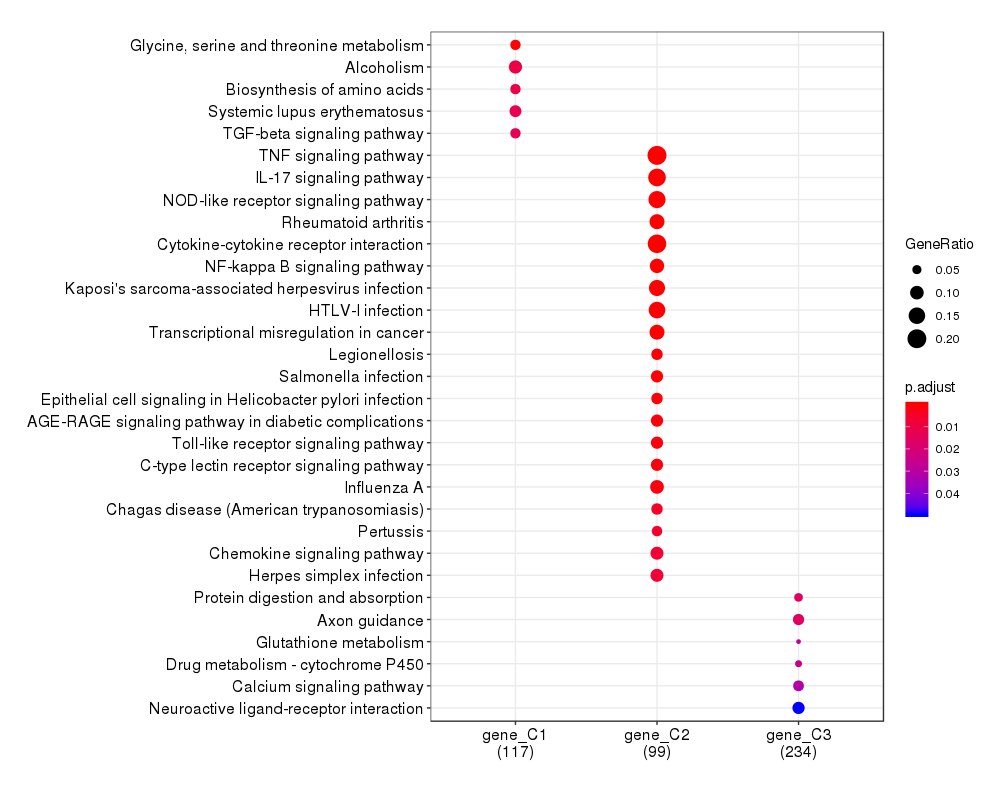 Glycine, serine and threonine metabolism
Alcoholism
Biosynthesis of amino acids
Systemic lupus erythematosus
TGF-beta signaling pathway
TNF signaling pathway
IL-17 signaling pathway
NOD-like receptor signaling pathway
Rheumatoid arthritis
Cytokine-cytokine receptor interaction
NF-kappa B signaling pathway
Kaposi's sarcoma-associated herpesvirus infection
HTLV-I infection
Transcriptional misregulation in cancer
Legionellosis
Salmonella infection
Epithelial cell signaling in Helicobacter pylori infection
AGE-RAGE signaling pathway in diabetic complications
Toll-like receptor signaling pathway
C-type lectin receptor signaling pathway
Influenza A
Chagas disease (American trypanosomiasis)
Pertussis
Chemokine signaling pathway
Herpes simplex infection
Protein digestion and absorption
Axon guidance
Glutathione metabolism
Drug metabolism - cytochrome P450
Calcium signaling pathway
Neuroactive ligand-receptor interaction
gene_C1
(117)
gene_C2
(99)
gene_C3
(234)
GeneRatio
0.05
0.10
0.15
0.20
p.adjust
0.01
0.02
0.03
0.04